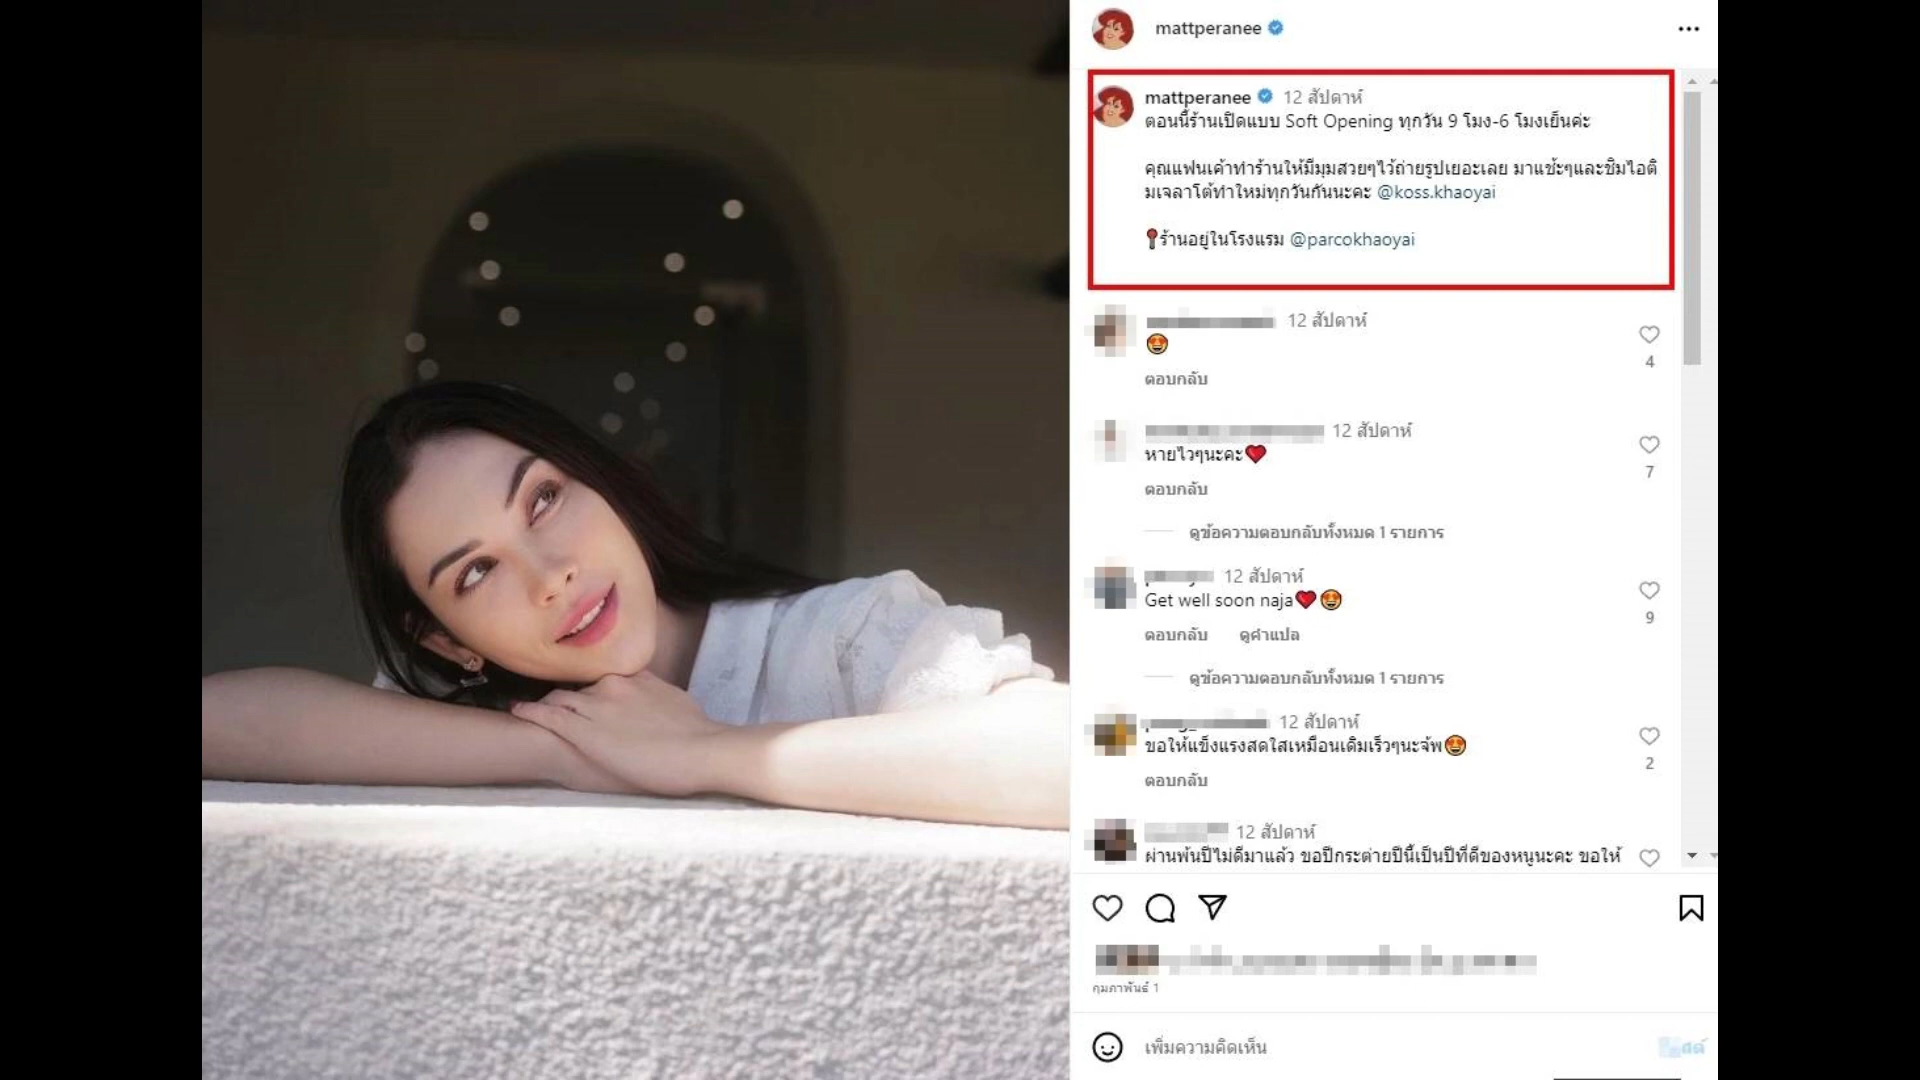 mattperanee
mattperanee 12 สัปดาห์
ตอนนี้ร้านเปิดแบบ Soft Opening ทุกวัน 9 โมง-6 โมงเย็นค่ะ
คุณแฟนเค้าทำร้านให้มีมุมสวยๆไว้ถ่ายรูปเยอะเลย มาแช้ะๆและชิมไอติ
มเจลาโต้ทำใหม่ทุกวันกันนะคะ @koss.khaoyai
📍ร้านอยู่ในโรงแรม @parcokhaoyai
12 สัปดาห์
😍
4
ตอบกลับ
12 สัปดาห์
หายไวๆนะคะ❤️
7
ตอบกลับ
ดูข้อความตอบกลับทั้งหมด 1 รายการ
12 สัปดาห์
Get well soon naja❤️😍
9
ตอบกลับ ดูคำแปล
ดูข้อความตอบกลับทั้งหมด 1 รายการ
12 สัปดาห์
ขอให้แข็งแรงสดใสเหมือนเดิมเร็วๆนะจ้พ😍
2
ตอบกลับ
12 สัปดาห์
ผ่านพ้นปีไม่ดีมาแล้ว ขอปีกระต่ายปีนี้เป็นปีที่ดีของหนูนะคะ ขอให้
กุมภาพันธ์ 1
เพิ่มความคิดเห็น